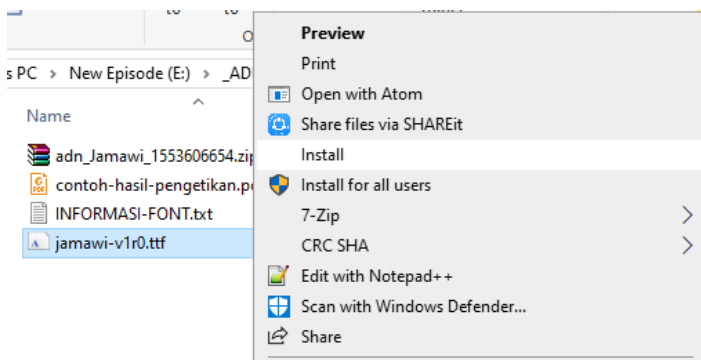 Preview
Print
s PC > New Episode (E:) > _AD
Open with Atom
Name
Share files via SHAREit
adn_Jamawi_1553606654.zip
Install
contoh-hasil-pengetikan.p
Install for all users
INFORMASI-FONT.txt
7-Zip
jamawi-v1r0.ttf
CRC SHA
Edit with Notepad++
Scan with Windows Defender...
Share